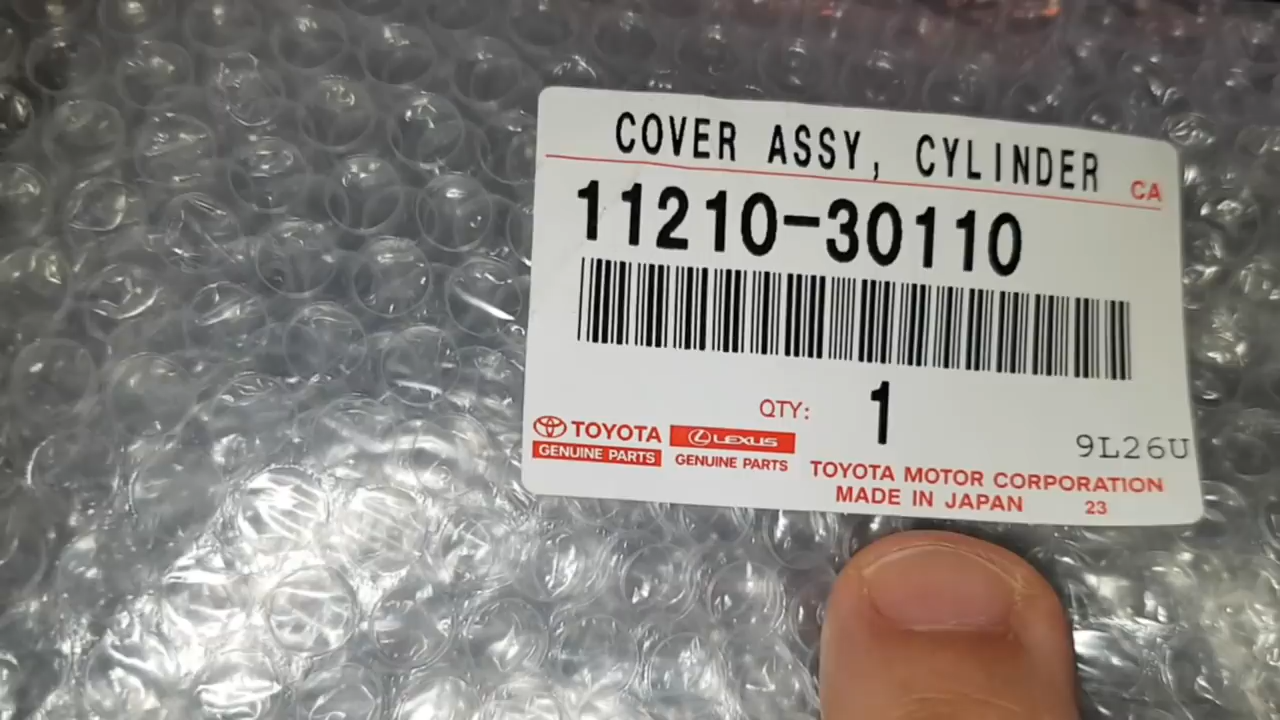 COVER ASSY, CYLINDER
CA
11210-30110
QTY: 1
TOYOTA
GENUINE PARTS
LEXUS
GENUINE PARTS
9L26U
TOYOTA MOTOR CORPORATION
MADE IN JAPAN 23